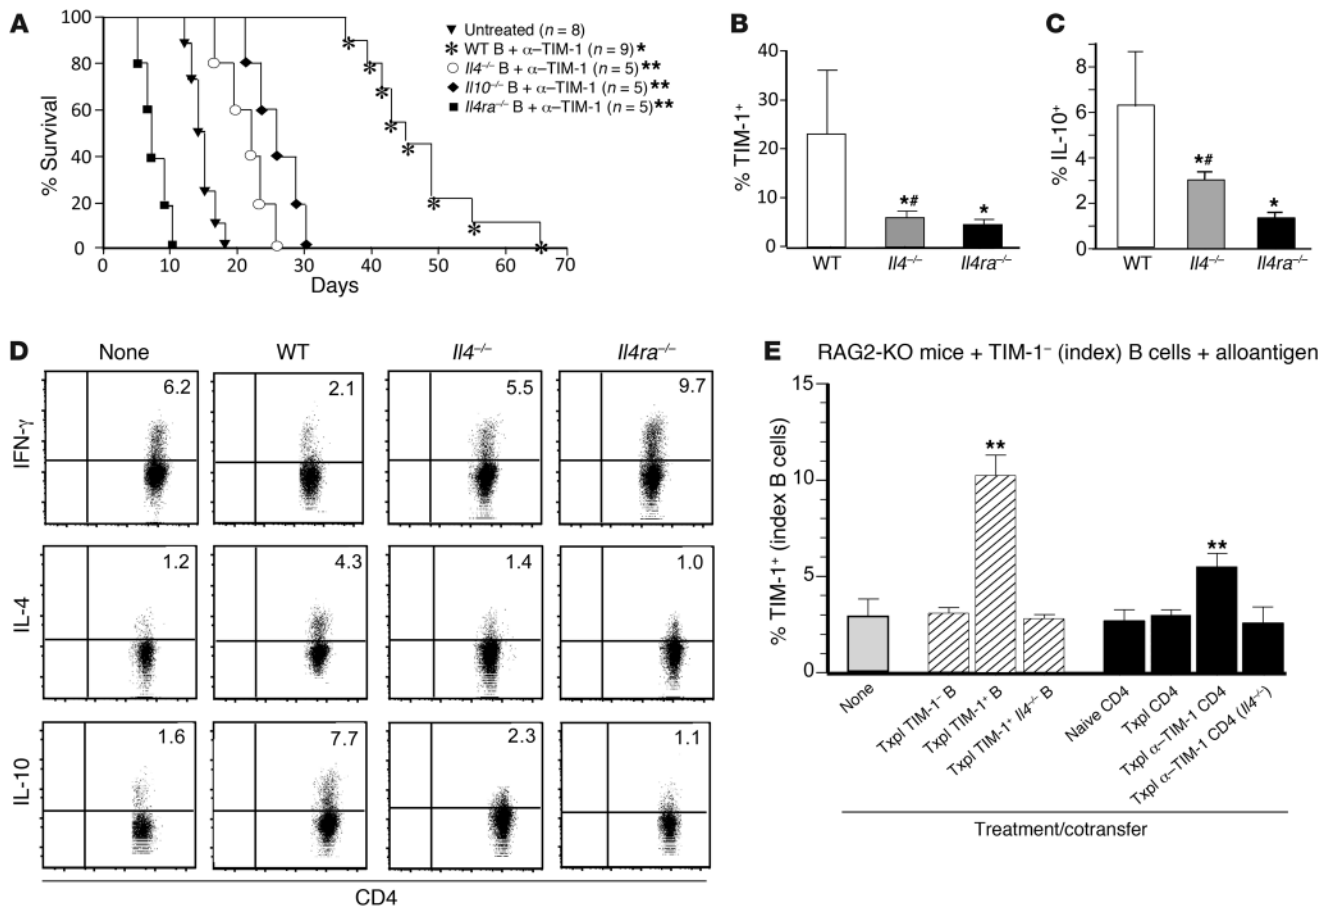 A
% Survival
100
80
60
40
20
0
0 10 20 30 40 50 60 70
Days
Untreated (n = 8)
WT B + α–TIM-1 (n = 9) *
Il4–/– B + α–TIM-1 (n = 5) **
Il10–/– B + α–TIM-1 (n = 5) **
Il4ra–/– B + α–TIM-1 (n = 5) **
B
% TIM-1+
40
30
20
10
0
*#
*
WT Il4–/– Il4ra–/–
C
% IL-10+
8
6
4
2
0
*#
*
WT Il4–/– Il4ra–/–
D
None WT Il4–/– Il4ra–/–
IFN-γ
6.2 2.1 5.5 9.7
IL-4
1.2 4.3 1.4 1.0
IL-10
1.6 7.7 2.3 1.1
CD4
E
RAG2-KO mice + TIM-1– (index) B cells + alloantigen
% TIM-1+ (index B cells)
15
10
5
0
**
**
None
Txpl TIM-1– B
Txpl TIM-1+ B
Txpl TIM-1+ Il4–/– B
Naive CD4
Txpl CD4
Txpl α–TIM-1 CD4
Txpl α–TIM-1 CD4 (Il4–/–)
Treatment/cotransfer